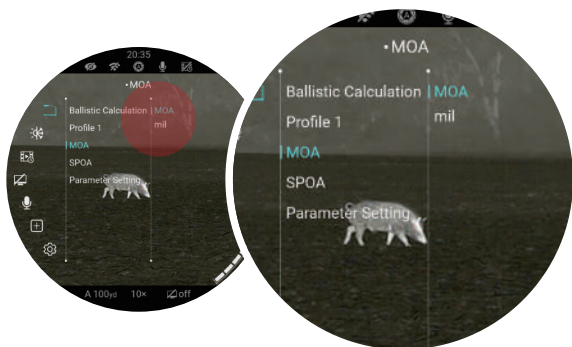 20:35
•MOA
Ballistic Calculation
MOA
Profile 1
mil
MOA
SPOA
Parameter Setting
A 100yd 10× off
•MOA
Ballistic Calculation
MOA
Profile 1
mil
MOA
SPOA
Parameter Setting